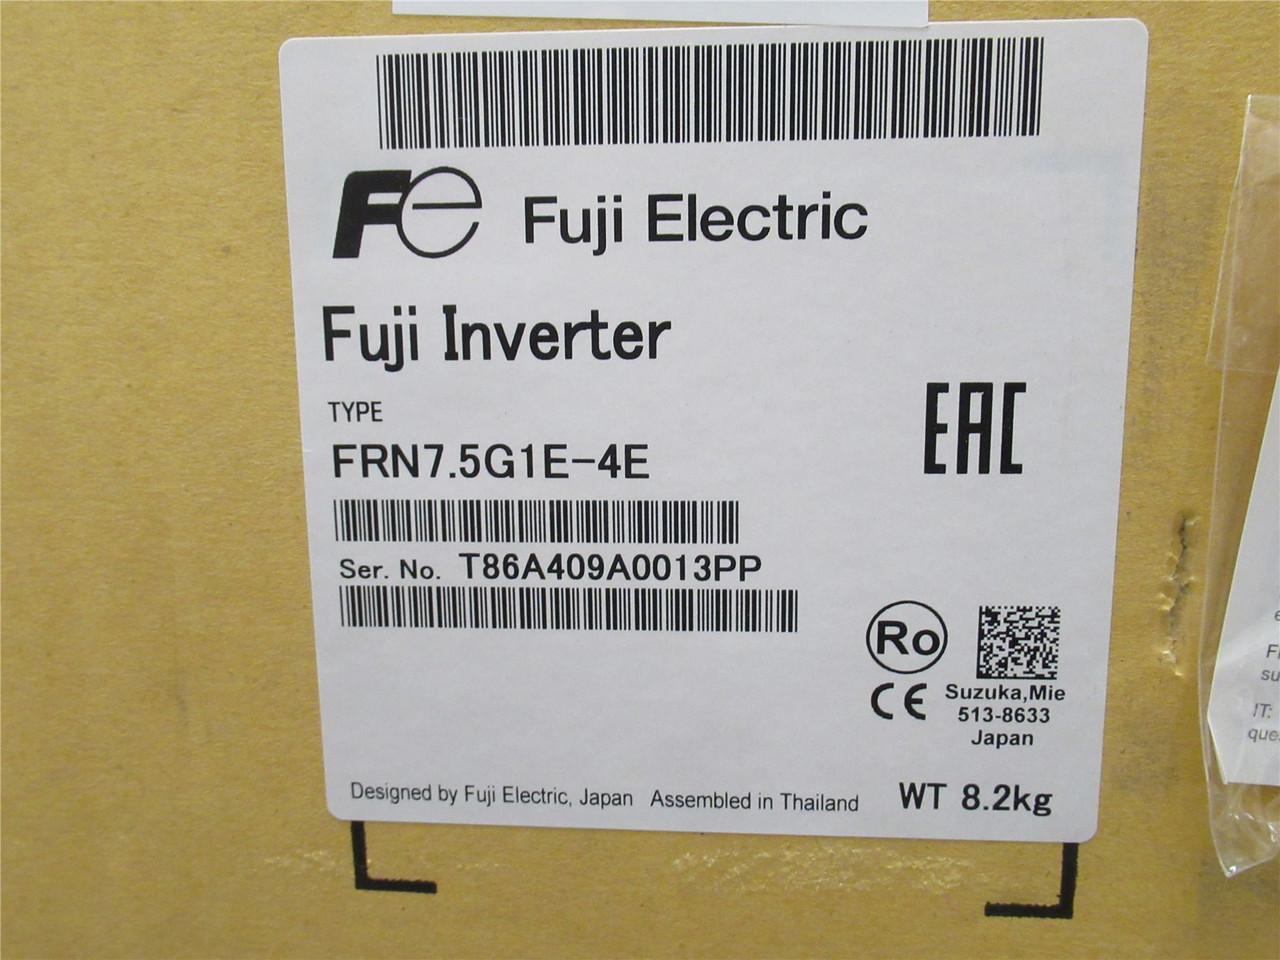 Fe Fuji Electric
Fuji Inverter
TYPE
EAC
FRN7.5G1E-4E
Ser. No. T86A409A0013PP
Ro
CE
Suzuka,Mie
513-8633
Japan
Designed by Fuji Electric, Japan Assembled in Thailand
WT 8.2kg